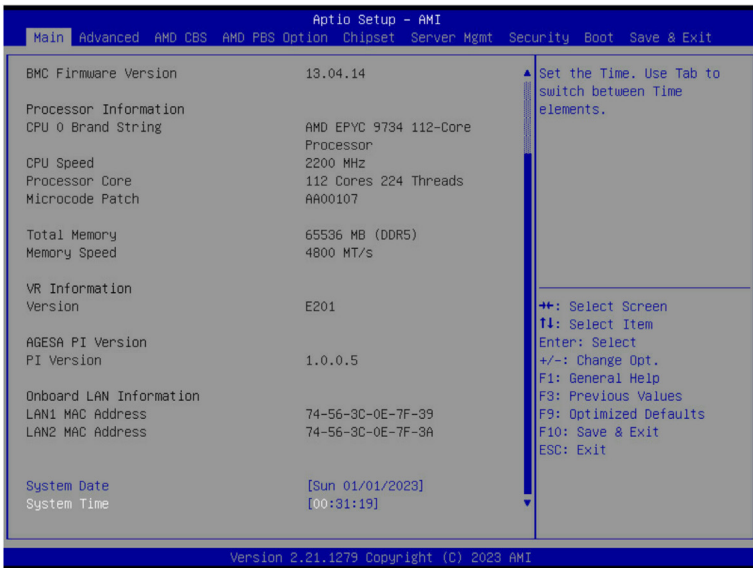 Aptio Setup - AMI
Main Advanced AMD CBS AMD PBS Option Chipset Server Mgmt Security Boot Save & Exit
BMC Firmware Version 13.04.14
Processor Information
CPU 0 Brand String AMD EPYC 9734 112-Core
Processor
CPU Speed 2200 MHz
Processor Core 112 Cores 224 Threads
Microcode Patch AA00107
Total Memory 65536 MB (DDR5)
Memory Speed 4800 MT/s
VR Information
Version E201
AGESA PI Version
PI Version 1.0.0.5
Onboard LAN Information
LAN1 MAC Address 74-56-3C-0E-7F-39
LAN2 MAC Address 74-56-3C-0E-7F-3A
System Date [Sun 01/01/2023]
System Time [00:31:19]
Set the Time. Use Tab to
switch between Time
elements.
→←: Select Screen
↑↓: Select Item
Enter: Select
+/-: Change Opt.
F1: General Help
F3: Previous Values
F9: Optimized Defaults
F10: Save & Exit
ESC: Exit
Version 2.21.1279 Copyright (C) 2023 AMI